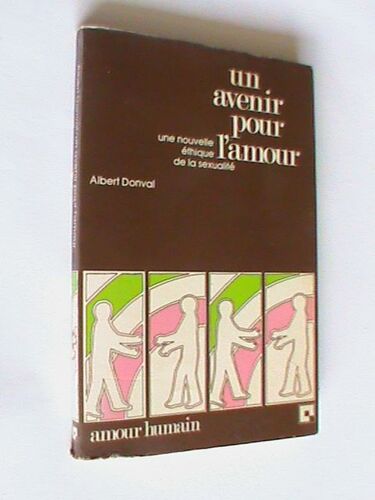 un
avenir
pour
l'amour
une nouvelle
éthique
de la sexualité
Albert Donval
amour humain